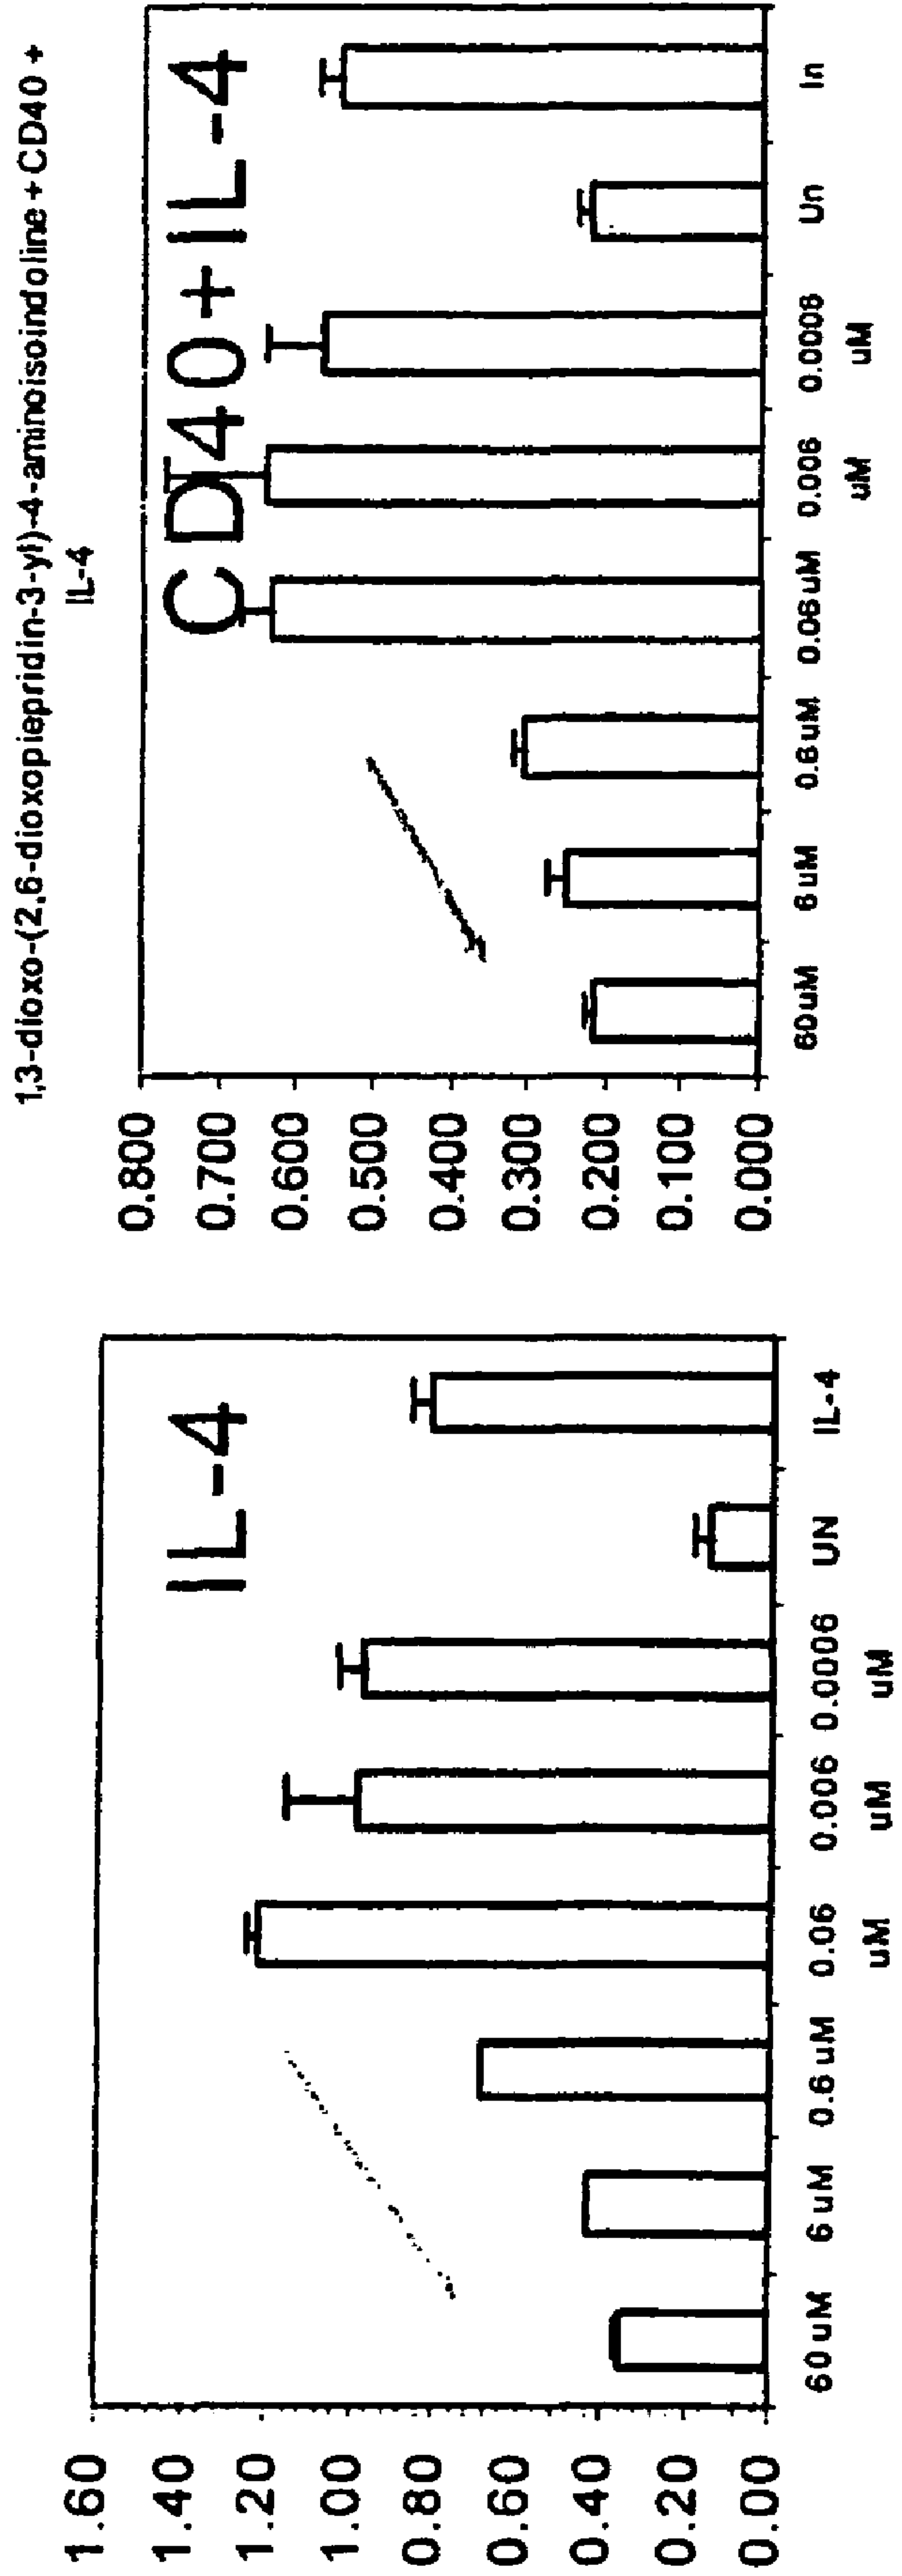 1,3-dioxo-(2,6-dioxopiepridin-3-yl)-4-aminoisoindoline + CD40 +
IL-4
IL-4
1.60
1.40
1.20
1.00
0.80
0.60
0.40
0.20
0.00
60 uM 6 uM 0.6 uM 0.06 0.006 0.0006 UN IL-4
uM uM uM
CD40+IL-4
0.800
0.700
0.600
0.500
0.400
0.300
0.200
0.100
0.000
60uM 6uM 0.6uM 0.06uM 0.006 0.0006 Un In
uM uM